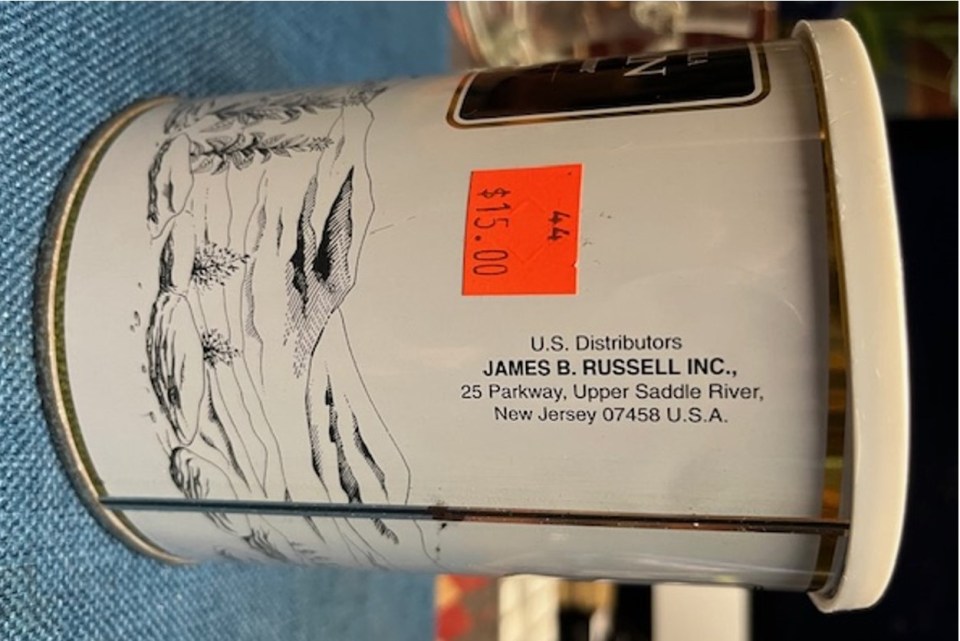 44
$15.00
U.S. Distributors
JAMES B. RUSSELL INC.,
25 Parkway, Upper Saddle River,
New Jersey 07458 U.S.A.